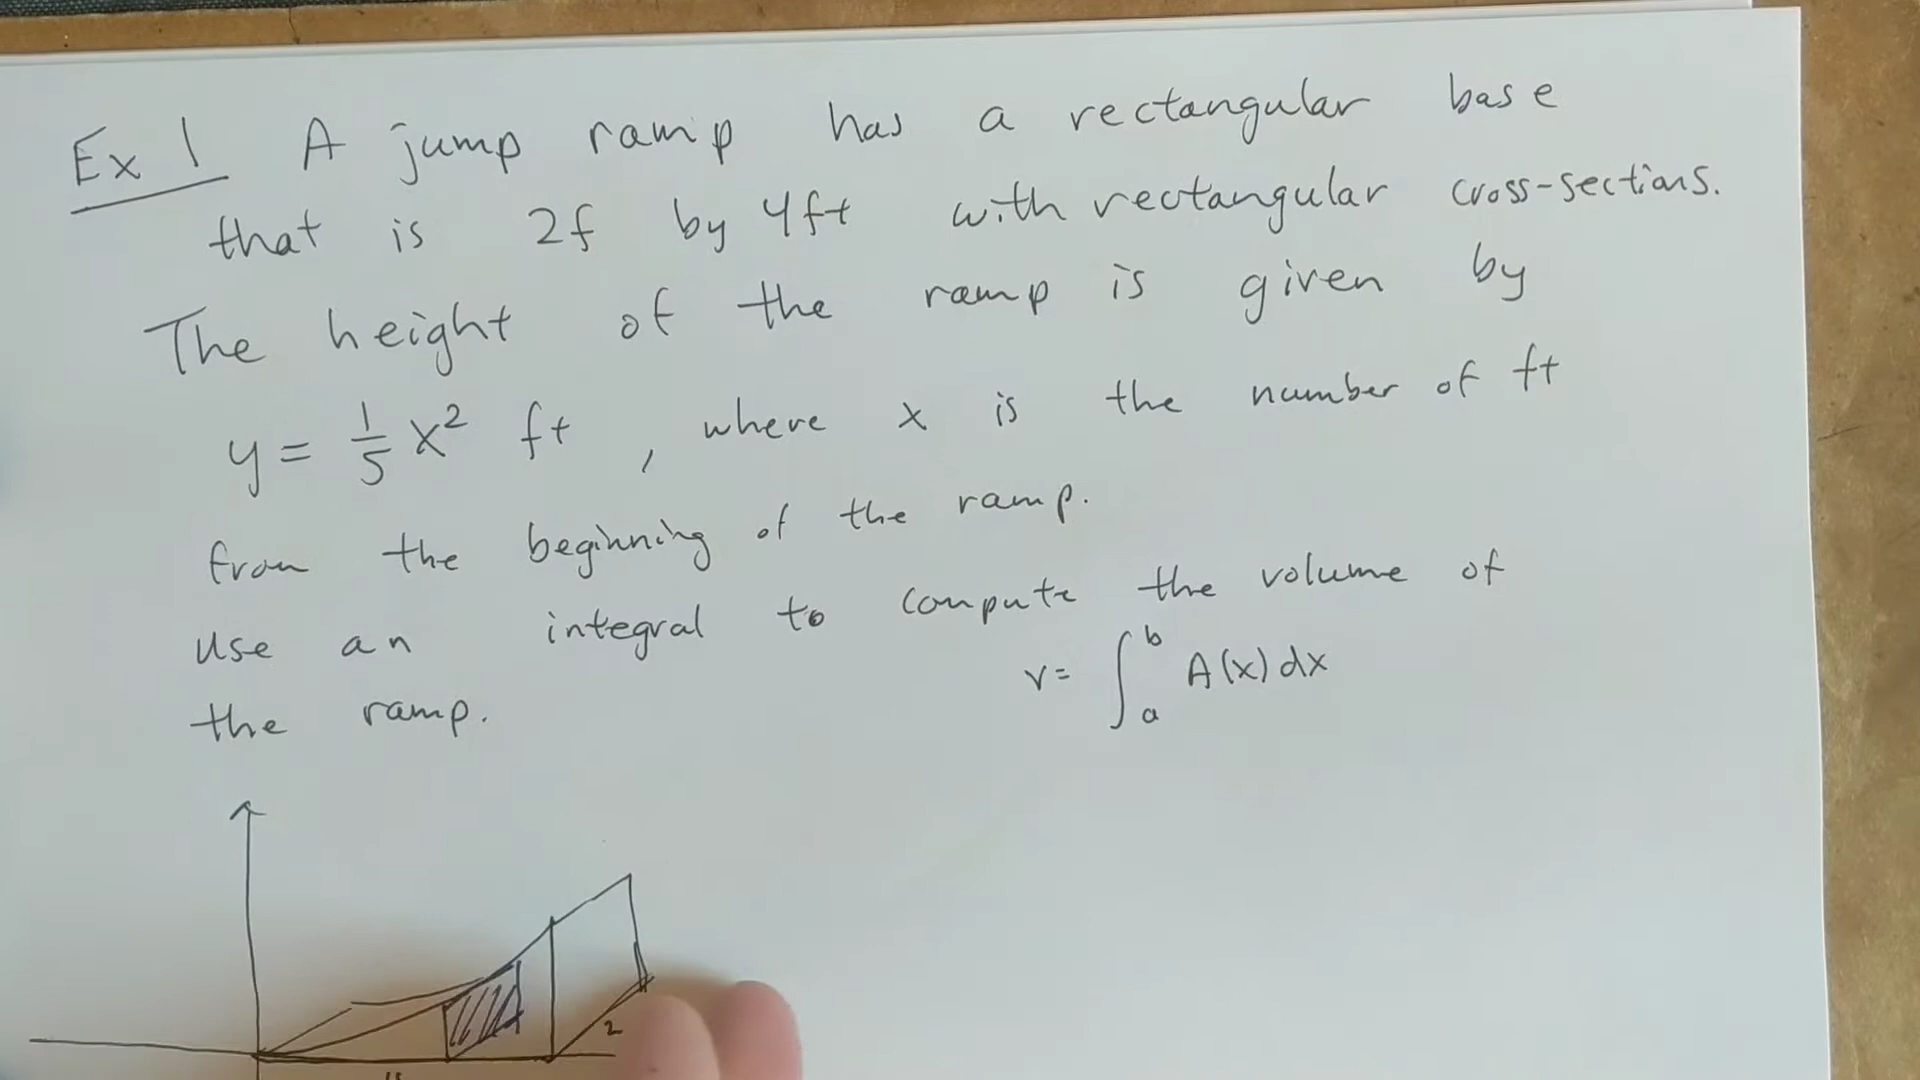 Ex 1 A jump ramp has a rectangular base
that is 2f by 4ft with rectangular cross-sections.
The height of the ramp is given by
y = 1/5 x² ft , where x is the number of ft
from the beginning of the ramp.
Use an integral to compute the volume of
the ramp.
V= ∫_a^b A(x) dx
2